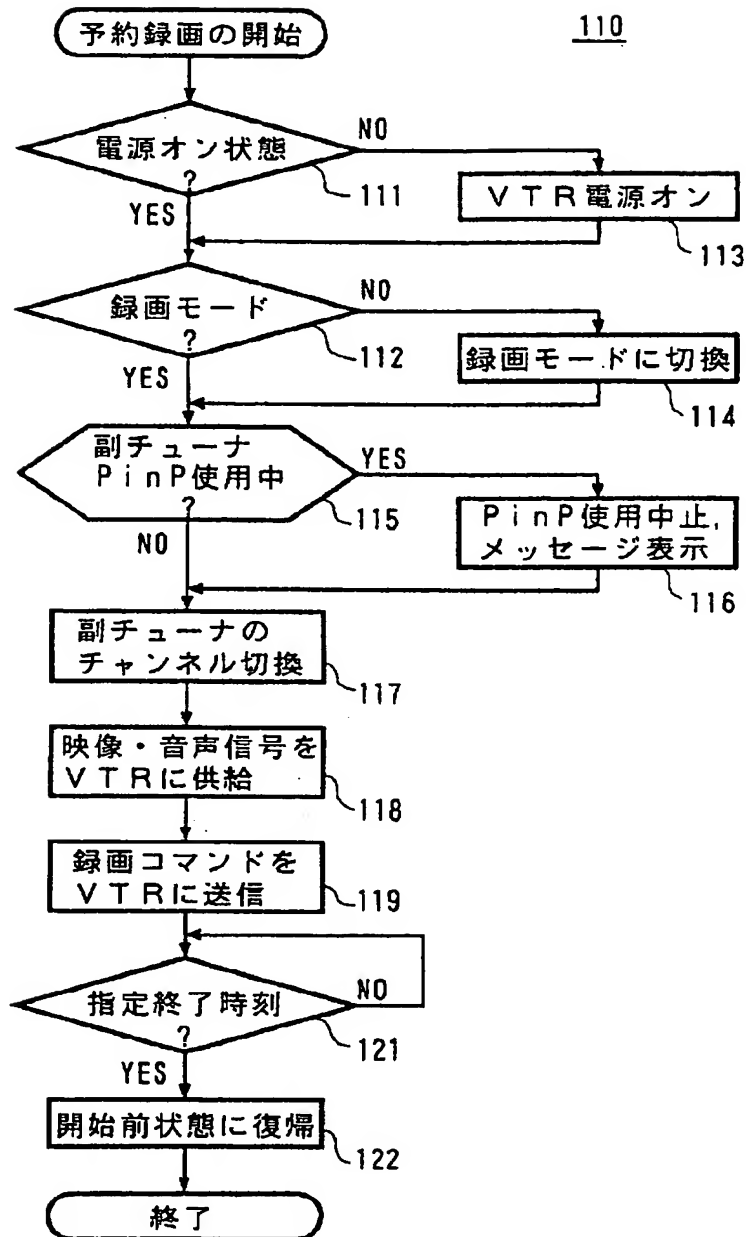 110
予約録画の開始
電源オン状態
?
111
NO
YES
VTR電源オン
113
録画モード
?
112
NO
YES
録画モードに切換
114
副チューナ
PinP使用中
?
115
YES
NO
PinP使用中止,
メッセージ表示
116
副チューナの
チャンネル切換
117
映像・音声信号を
VTRに供給
118
録画コマンドを
VTRに送信
119
指定終了時刻
?
121
NO
YES
開始前状態に復帰
122
終了